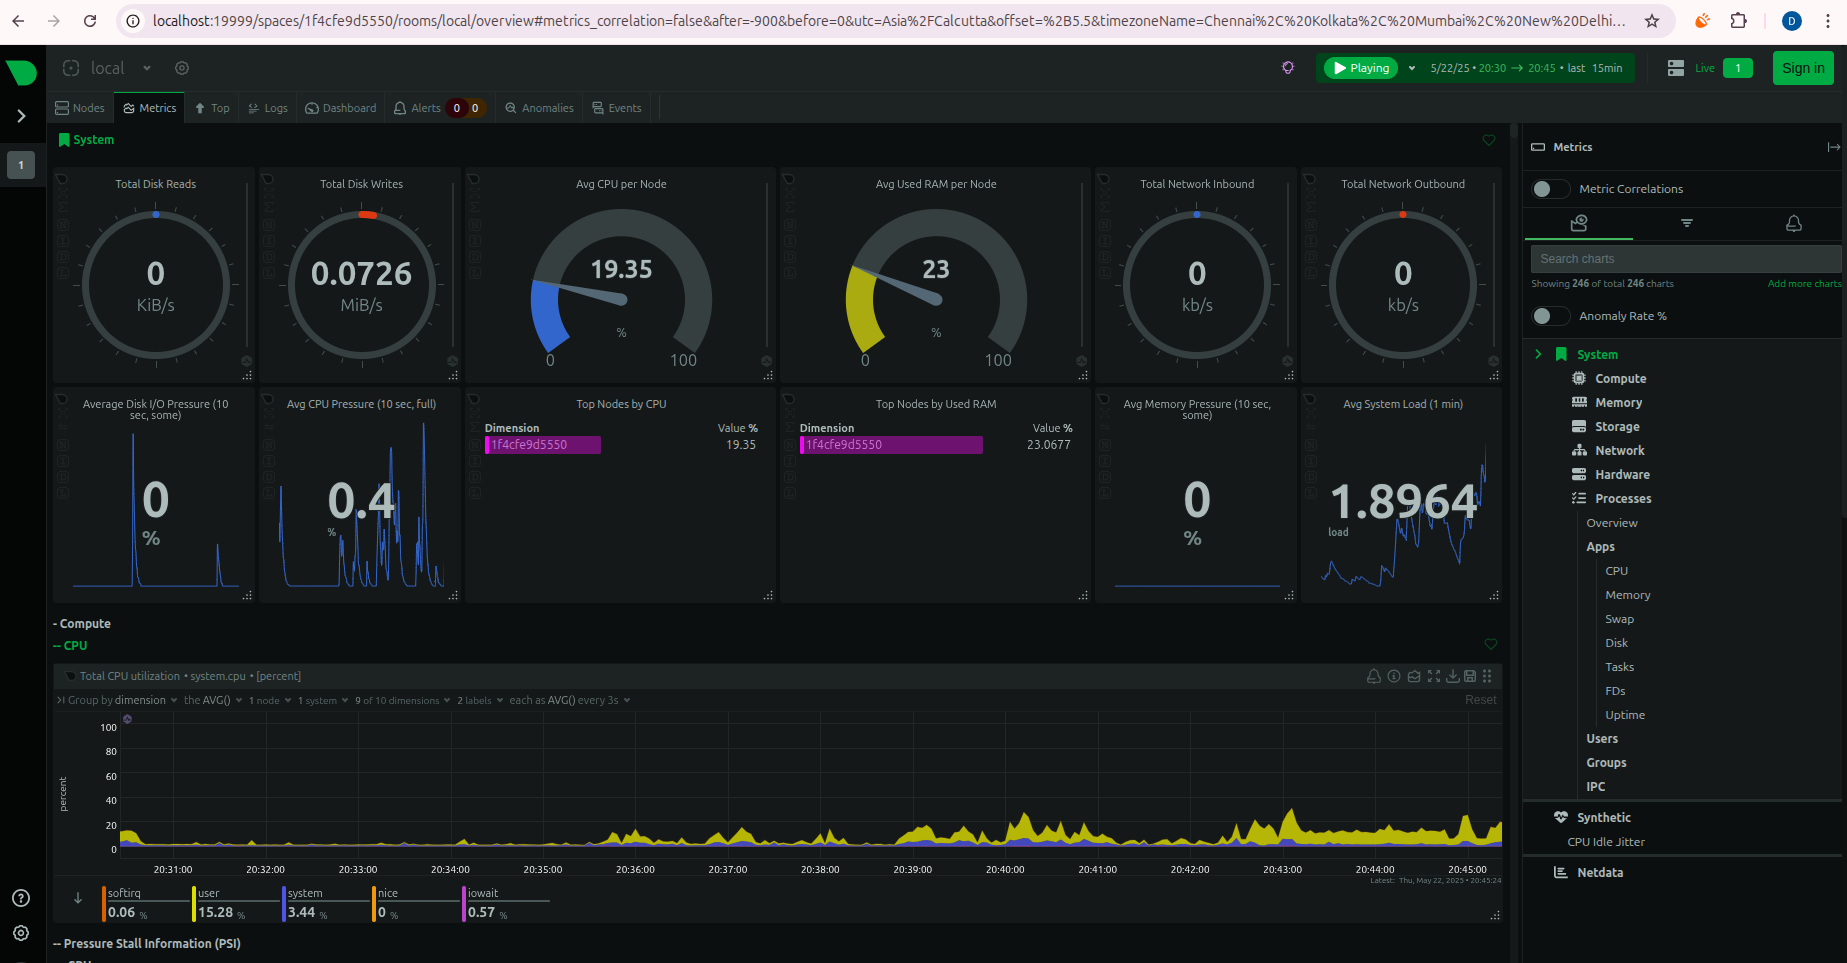 localhost:19999/spaces/1f4cfe9d5550/rooms/local/overview#metrics_correlation=false&after=-900&before=0&utc=Asia%2FCalcutta&offset=%2B5.5&timezoneName=Chennai%2C%20Kolkata%2C%20Mumbai%2C%20New%20Delhi...
D
local
Playing
5/22/25 • 20:30 → 20:45 • last 15min
Live 1
Sign in
Nodes Metrics Top Logs Dashboard Alerts 0 0 Anomalies Events
1
System
Total Disk Reads
0
KiB/s
Total Disk Writes
0.0726
MiB/s
Avg CPU per Node
19.35
%
0 100
Avg Used RAM per Node
23
%
0 100
Total Network Inbound
0
kb/s
Total Network Outbound
0
kb/s
Average Disk I/O Pressure (10
sec, some)
0
%
Avg CPU Pressure (10 sec, full)
0.4
%
Top Nodes by CPU
Dimension Value %
1f4cfe9d5550 19.35
Top Nodes by Used RAM
Dimension Value %
1f4cfe9d5550 23.0677
Avg Memory Pressure (10 sec,
some)
0
%
Avg System Load (1 min)
1.8964
load
- Compute
-- CPU
Total CPU utilization • system.cpu • [percent]
Group by dimension the AVG() 1 node 1 system 9 of 10 dimensions 2 labels each as AVG() every 3s
Reset
percent
100
80
60
40
20
0
20:31:00 20:32:00 20:33:00 20:34:00 20:35:00 20:36:00 20:37:00 20:38:00 20:39:00 20:40:00 20:41:00 20:42:00 20:43:00 20:44:00 20:45:00
Latest: Thu, May 22, 2025 • 20:45:24
softirq user system nice iowait
0.06 % 15.28 % 3.44 % 0 % 0.57 %
-- Pressure Stall Information (PSI)
Metrics
Metric Correlations
Search charts
Showing 246 of total 246 charts Add more charts
Anomaly Rate %
System
Compute
Memory
Storage
Network
Hardware
Processes
Overview
Apps
CPU
Memory
Swap
Disk
Tasks
FDs
Uptime
Users
Groups
IPC
Synthetic
CPU Idle Jitter
Netdata